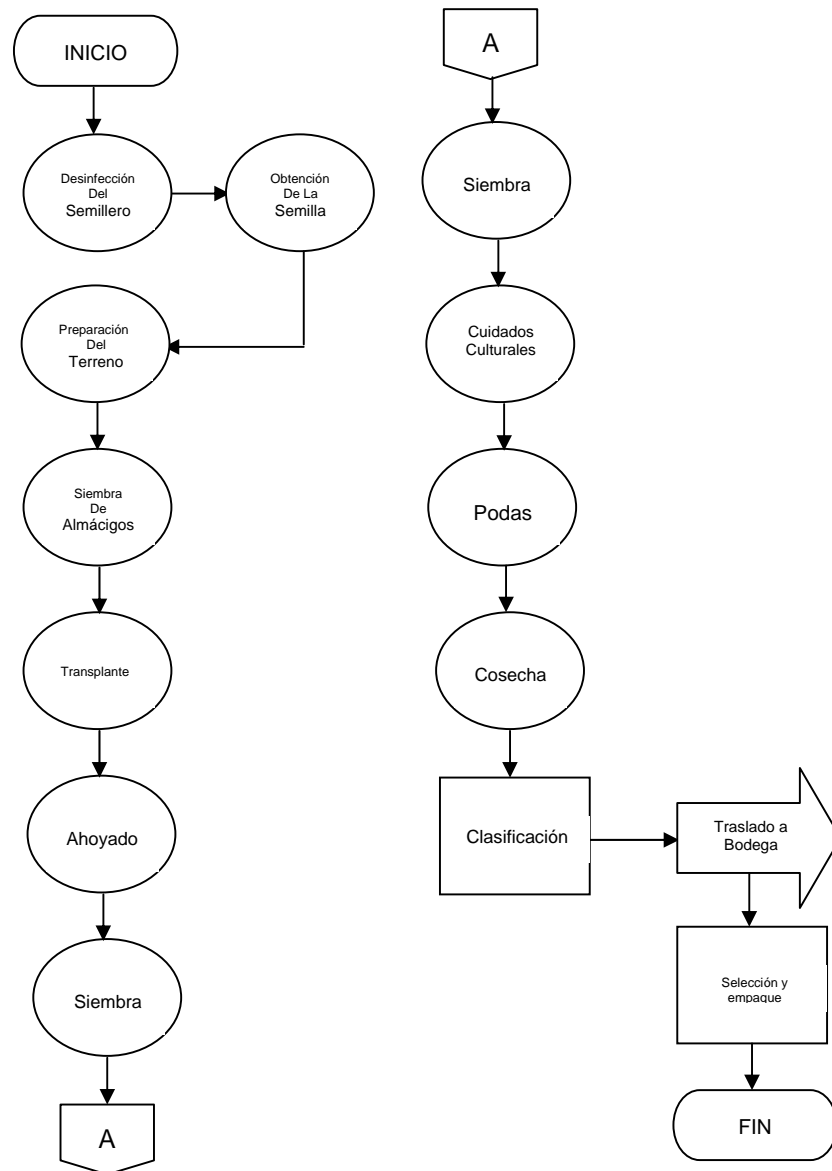 INICIO
Desinfección
Del
Semillero
Obtención
De La
Semilla
Preparación
Del
Terreno
Siembra
De
Almácigos
Transplante
Ahoyado
Siembra
A
A
Siembra
Cuidados
Culturales
Podas
Cosecha
Clasificación
Traslado a
Bodega
Selección y
empaque
FIN